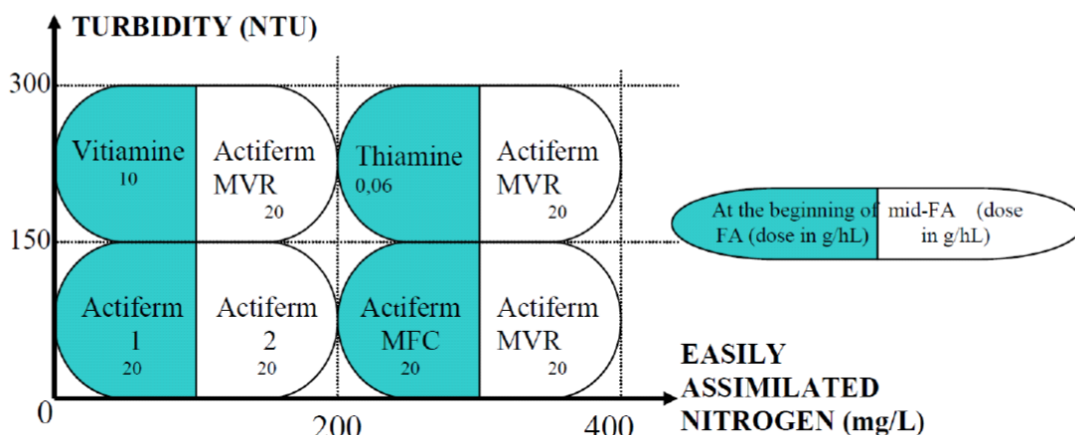 TURBIDITY (NTU)
300
Vitiamine
10
Actiferm
MVR
20
Thiamine
0,06
Actiferm
MVR
20
At the beginning of
FA (dose in g/hL)
mid-FA (dose
in g/hL)
150
Actiferm
1
20
Actiferm
2
20
Actiferm
MFC
20
Actiferm
MVR
20
0
200
400
EASILY
ASSIMILATED
NITROGEN (mg/L)